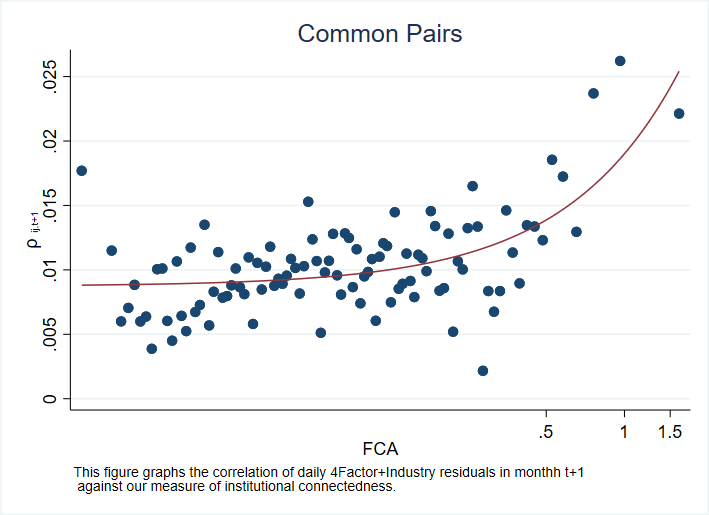 Common Pairs
.025
.02
.015
.01
.005
0
ρ ij,t+1
.5 1 1.5
FCA
This figure graphs the correlation of daily 4Factor+Industry residuals in monthh t+1
against our measure of institutional connectedness.